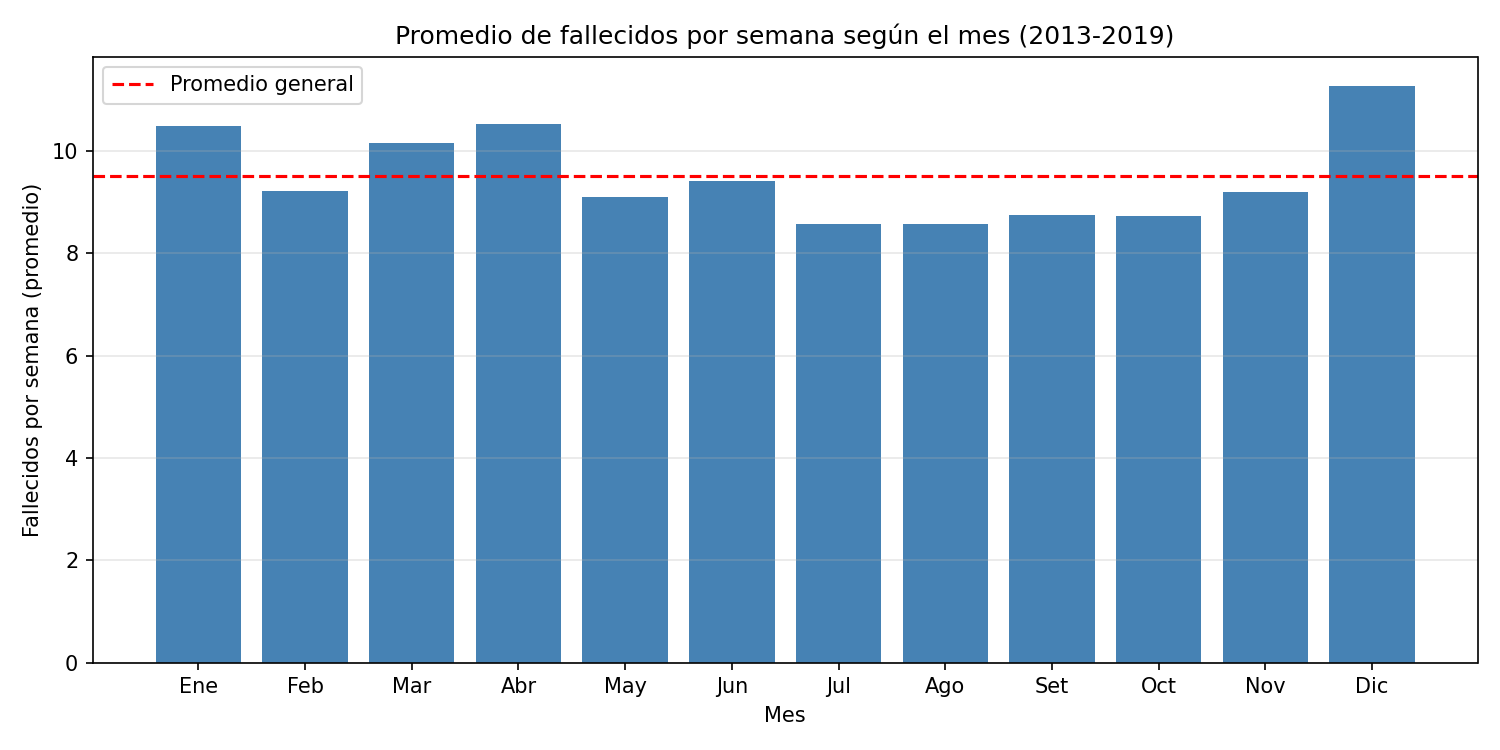 Promedio de fallecidos por semana según el mes (2013-2019)
Promedio general
Fallecidos por semana (promedio)
10
8
6
4
2
0
Ene Feb Mar Abr May Jun Jul Ago Set Oct Nov Dic
Mes